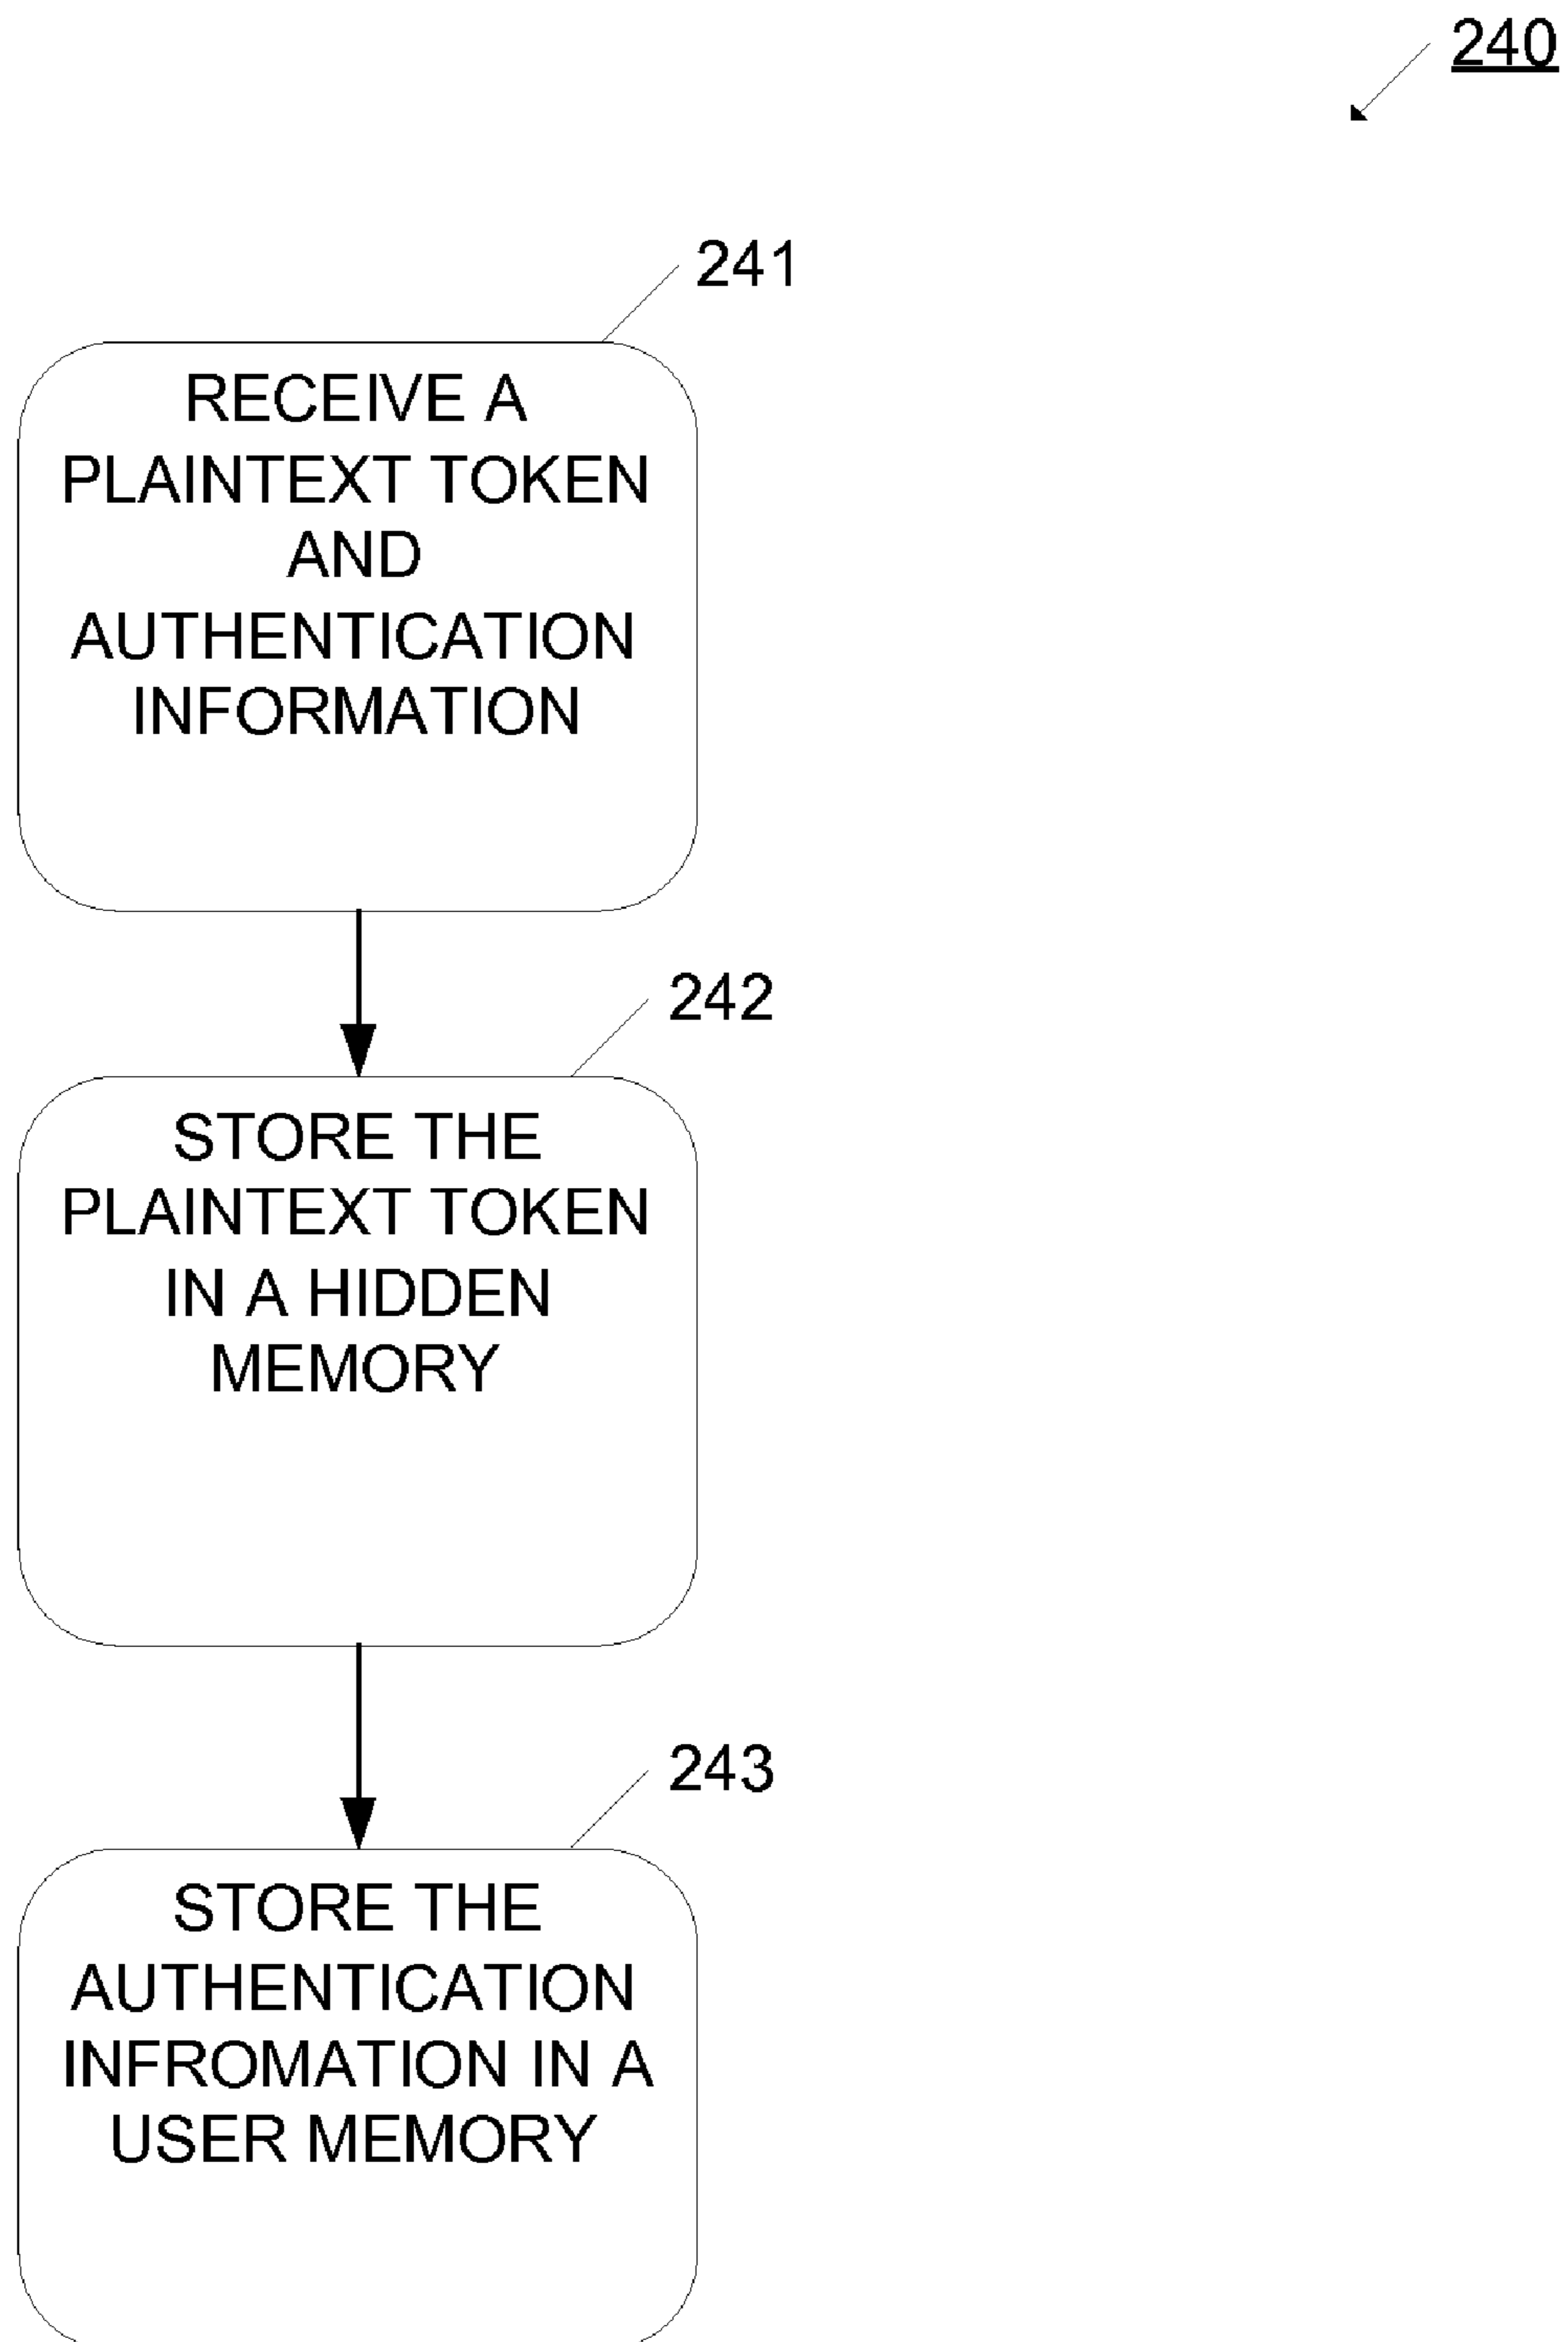 240
241
RECEIVE A
PLAINTEXT TOKEN
AND
AUTHENTICATION
INFORMATION
242
STORE THE
PLAINTEXT TOKEN
IN A HIDDEN
MEMORY
243
STORE THE
AUTHENTICATION
INFROMATION IN A
USER MEMORY